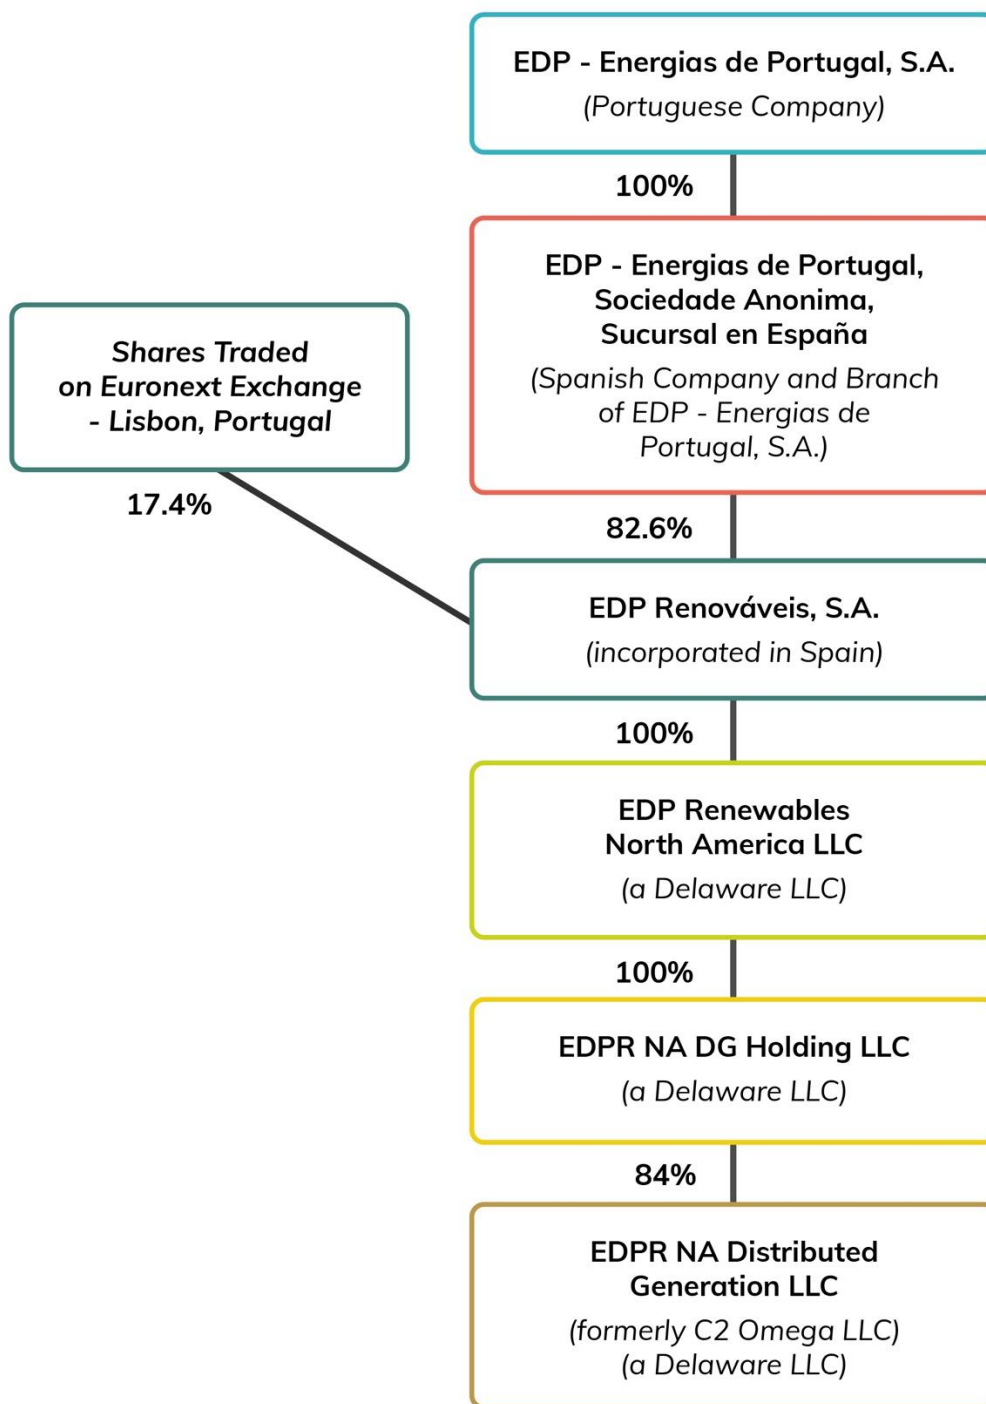 EDP - Energias de Portugal, S.A.
(Portuguese Company)
100%
EDP - Energias de Portugal,
Sociedade Anonima,
Sucursal en España
(Spanish Company and Branch
of EDP - Energias de
Portugal, S.A.)
Shares Traded
on Euronext Exchange
- Lisbon, Portugal
17.4%
82.6%
EDP Renováveis, S.A.
(incorporated in Spain)
100%
EDP Renewables
North America LLC
(a Delaware LLC)
100%
EDPR NA DG Holding LLC
(a Delaware LLC)
84%
EDPR NA Distributed
Generation LLC
(formerly C2 Omega LLC)
(a Delaware LLC)